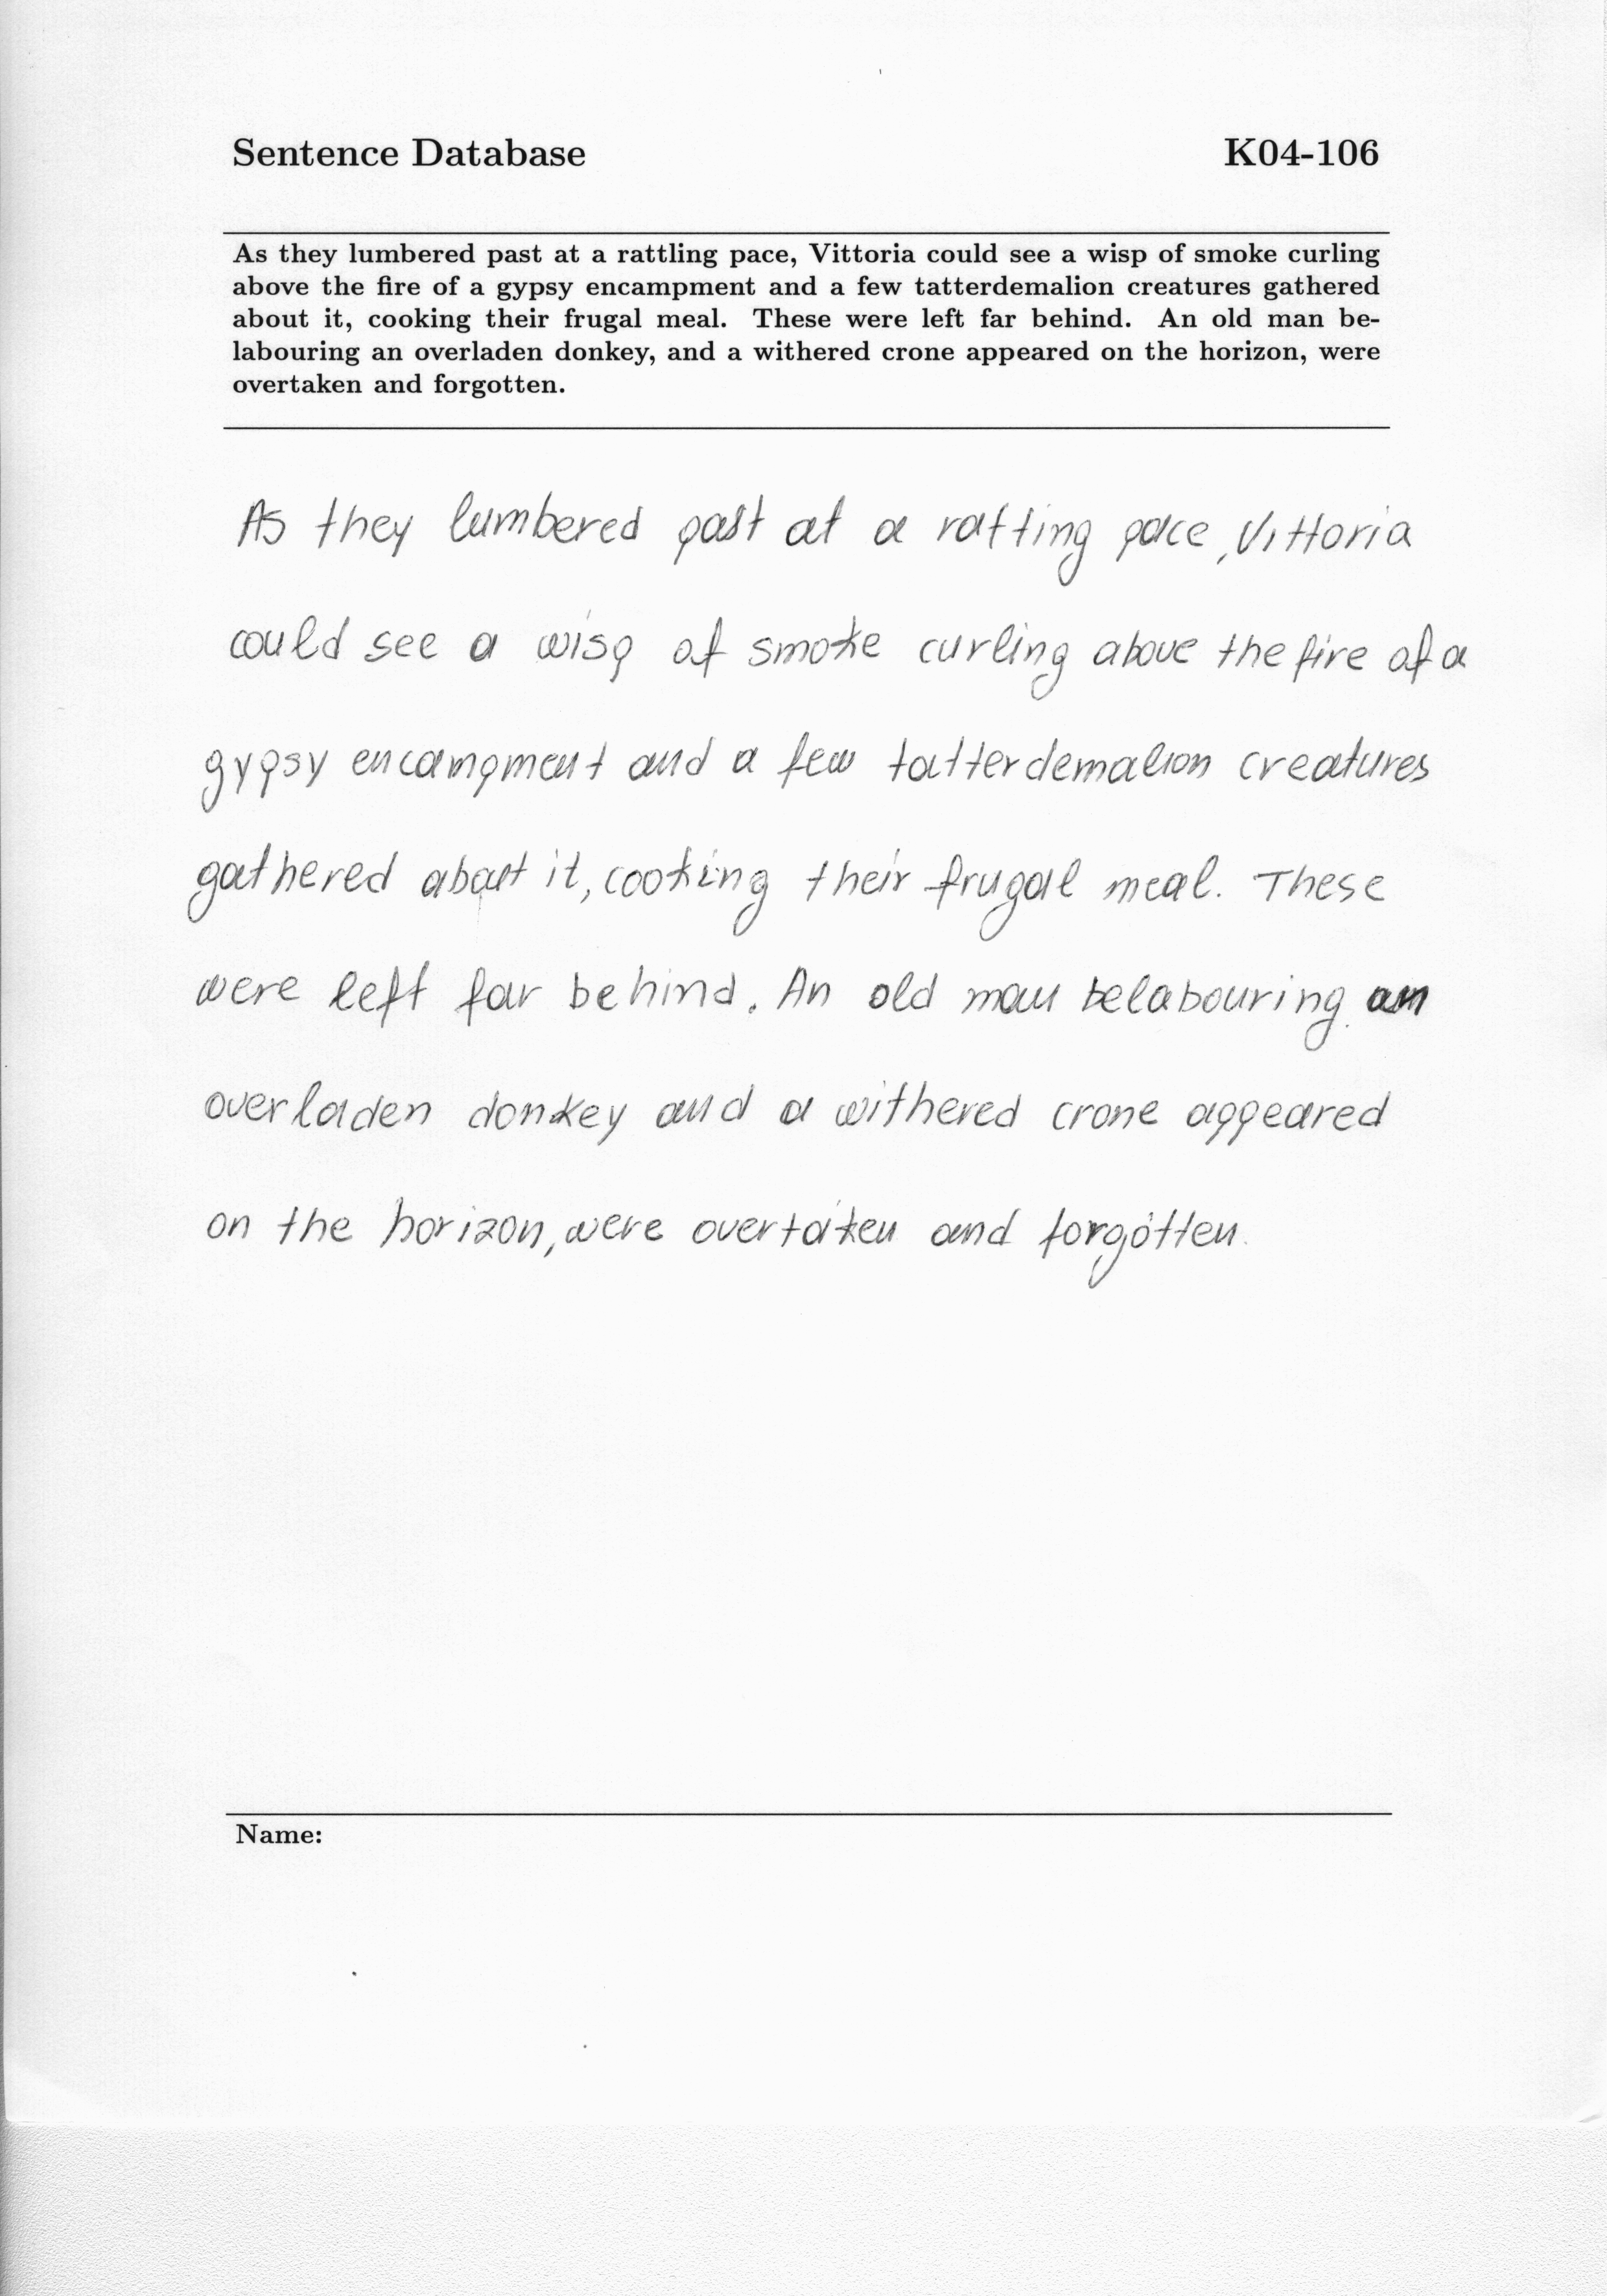 Sentence Database K04-106
As they lumbered past at a rattling pace, Vittoria could see a wisp of smoke curling
above the fire of a gypsy encampment and a few tatterdemalion creatures gathered
about it, cooking their frugal meal. These were left far behind. An old man be-
labouring an overladen donkey, and a withered crone appeared on the horizon, were
overtaken and forgotten.
As they lumbered past at a ratting pace, Vittoria
could see a wisp of smoke curling above the fire of a
gypsy encampment and a few tatterdemalion creatures
gathered about it, cooking their frugal meal. These
were left far behind. An old man belabouring an
overladen donkey and a withered crone appeared
on the horizon, were overtaken and forgotten.
Name: